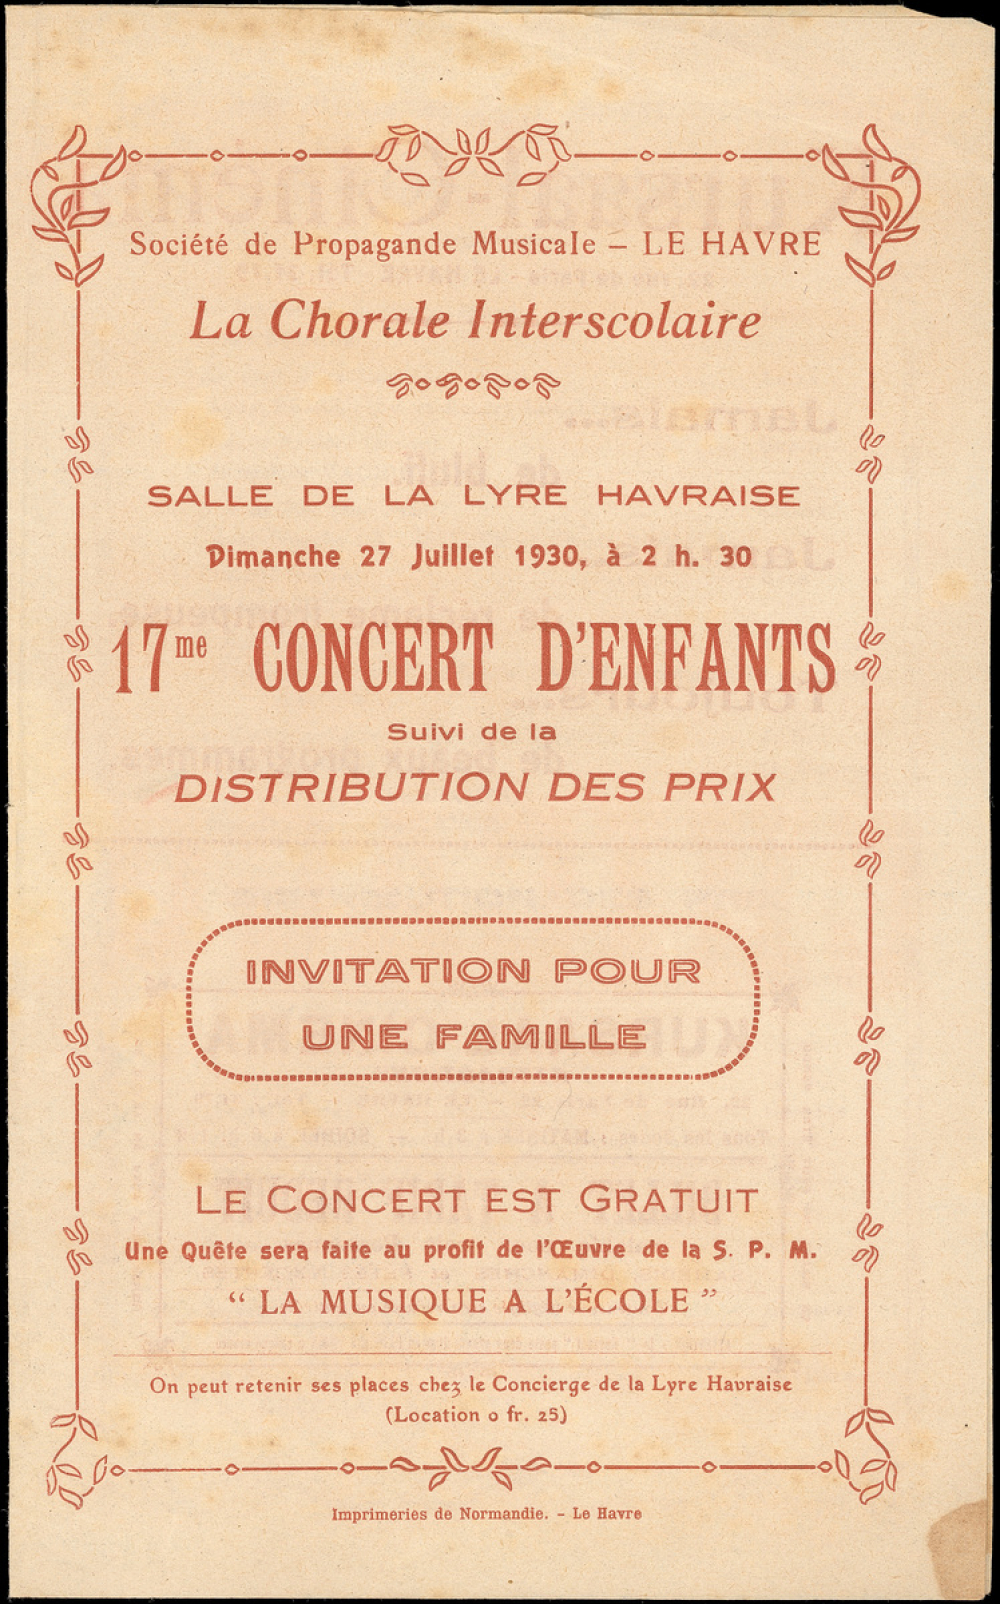 Société de Propagande Musicale – LE HAVRE
La Chorale Interscolaire
SALLE DE LA LYRE HAVRAISE
Dimanche 27 Juillet 1930, à 2 h. 30
17me CONCERT D'ENFANTS
Suivi de la
DISTRIBUTION DES PRIX
INVITATION POUR
UNE FAMILLE
LE CONCERT EST GRATUIT
Une Quête sera faite au profit de l'Œuvre de la S. P. M.
“ LA MUSIQUE A L'ÉCOLE ”
On peut retenir ses places chez le Concierge de la Lyre Havraise
(Location 0 fr. 25)
Imprimeries de Normandie. - Le Havre